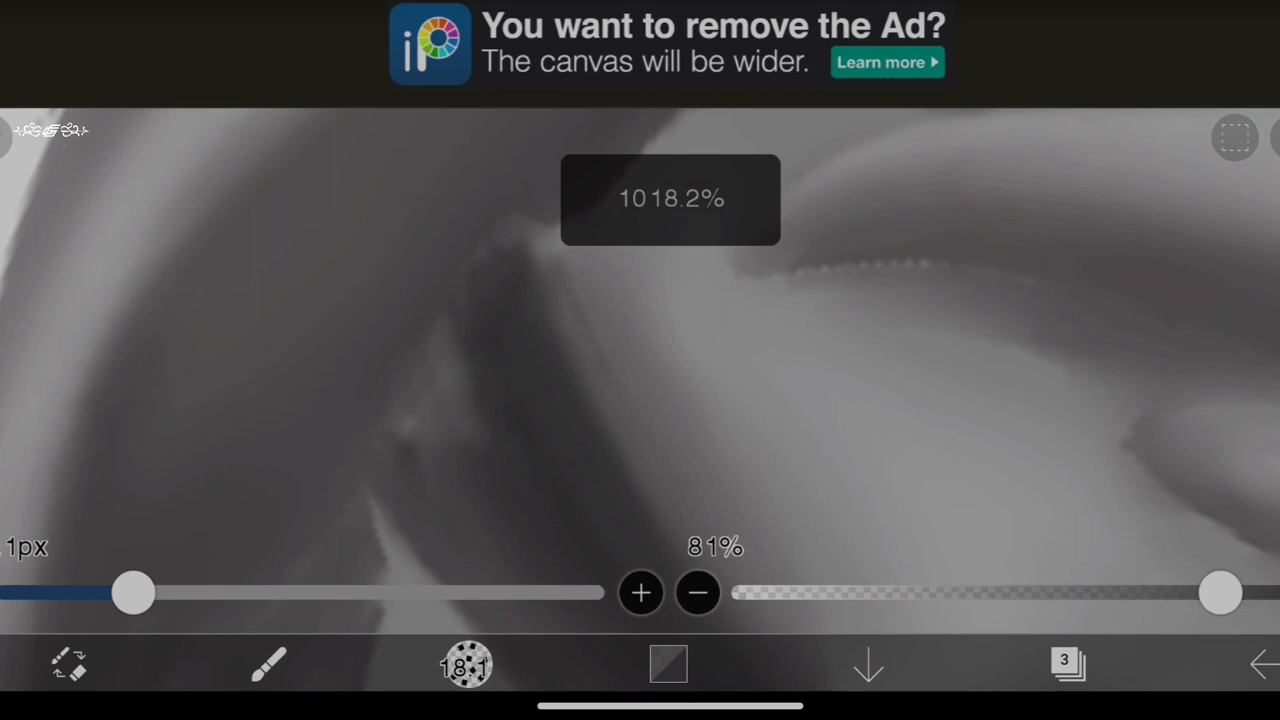 iP
You want to remove the Ad?
The canvas will be wider.
Learn more
1018.2%
1px
81%
18.1
3